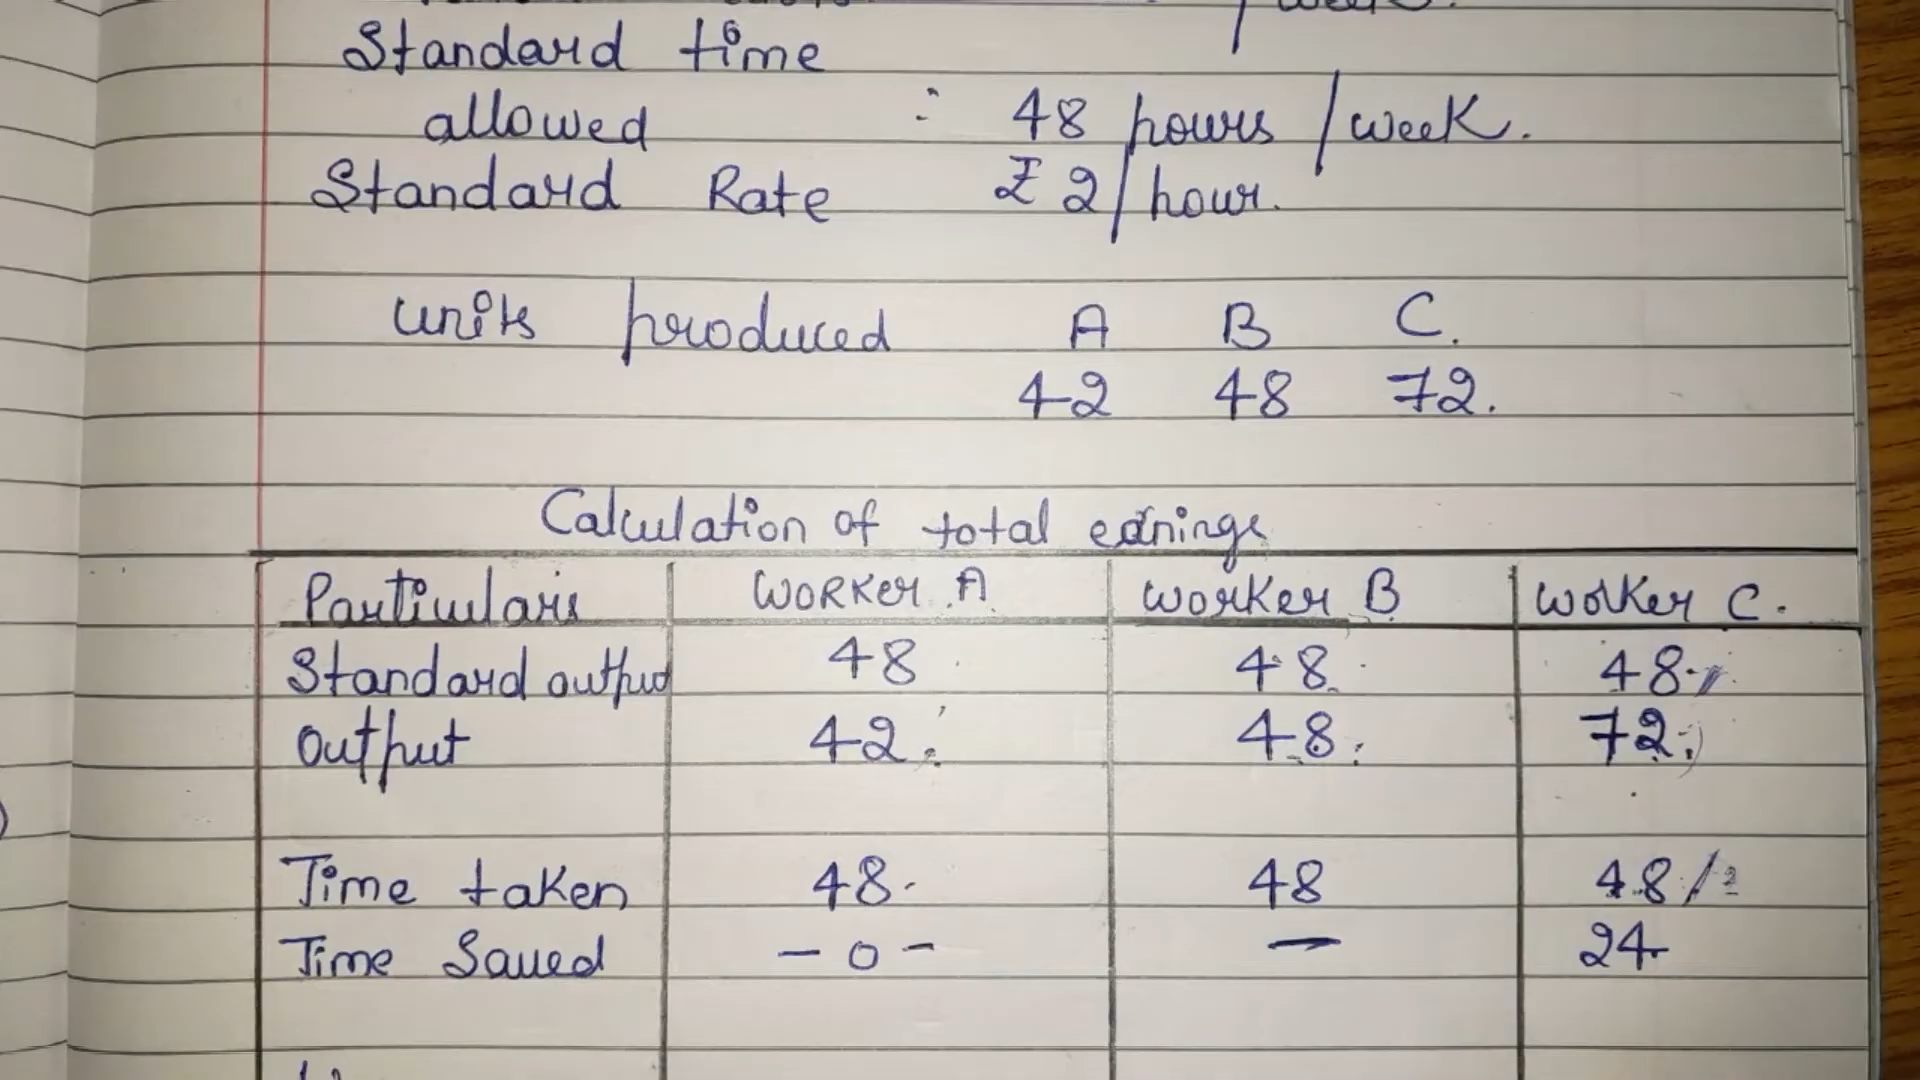 Standard time
allowed : 48 hours / week.
Standard Rate ₹ 2/hour.
units produced A B C.
42 48 72.
Calculation of total earnings
Particulars WORKER A WORKER B WORKER C.
Standard output 48 48 48
Output 42 48 72
Time taken 48 48 48
Time Saved - 0 - — 24